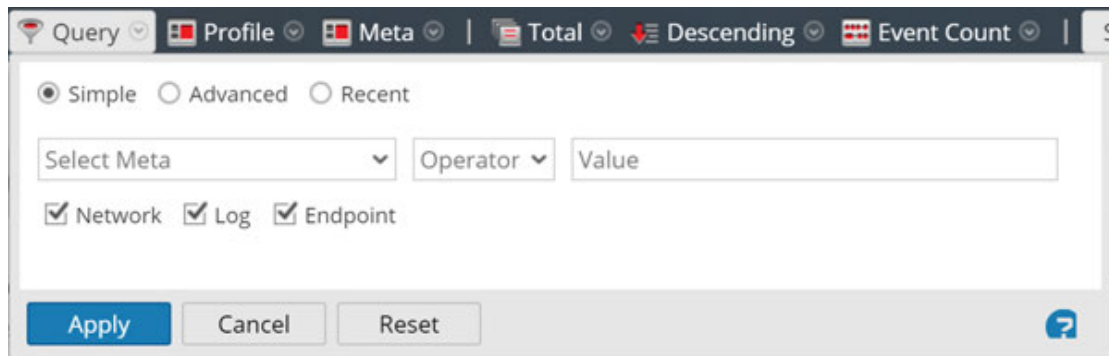 Query Profile Meta | Total Descending Event Count | S
Simple Advanced Recent
Select Meta Operator Value
Network Log Endpoint
Apply Cancel Reset ?